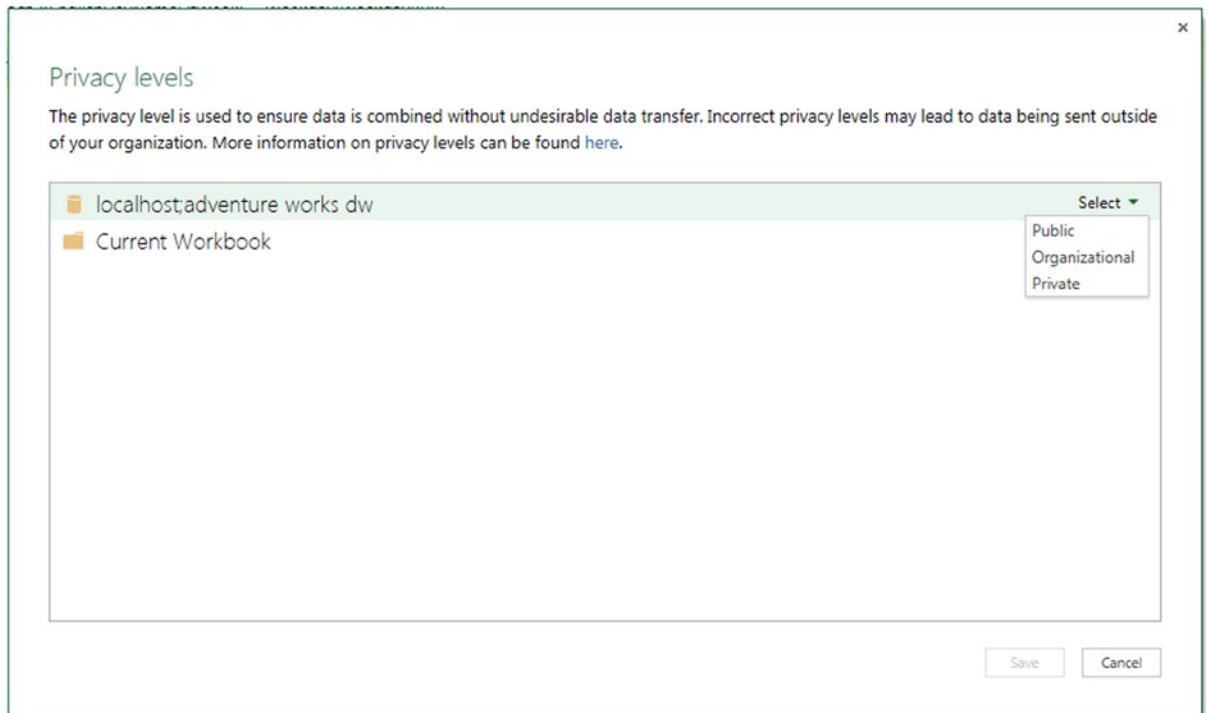 Privacy levels
The privacy level is used to ensure data is combined without undesirable data transfer. Incorrect privacy levels may lead to data being sent outside
of your organization. More information on privacy levels can be found here.
localhost;adventure works dw
Select
Current Workbook
Public
Organizational
Private
Save
Cancel